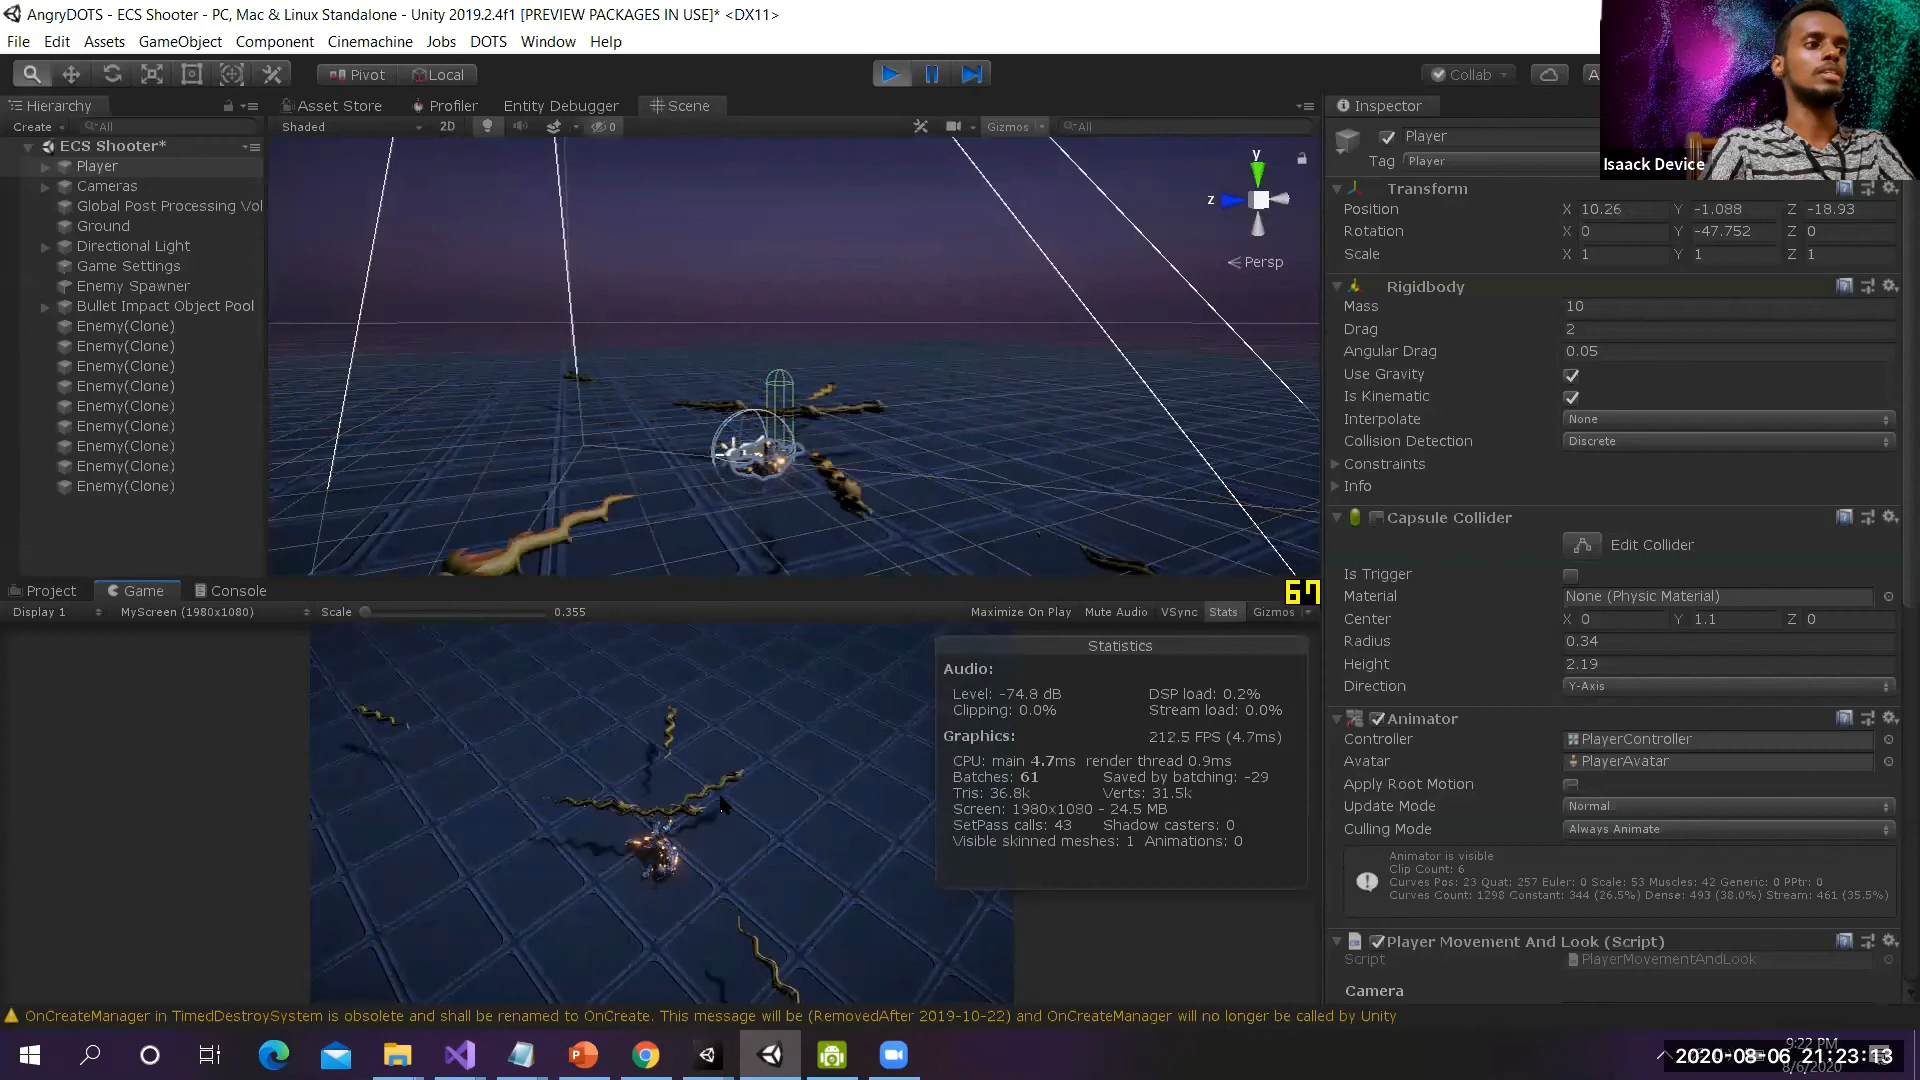 AngryDOTS - ECS Shooter - PC, Mac & Linux Standalone - Unity 2019.2.4f1 [PREVIEW PACKAGES IN USE]* <DX11>
File Edit Assets GameObject Component Cinemachine Jobs DOTS Window Help
Pivot Local Collab
Hierarchy Asset Store Profiler Entity Debugger Scene Inspector
Create All Shaded 2D 0 Gizmos All
ECS Shooter*
Player
Cameras
Global Post Processing Vol
Ground
Directional Light
Game Settings
Enemy Spawner
Bullet Impact Object Pool
Enemy(Clone)
Enemy(Clone)
Enemy(Clone)
Enemy(Clone)
Enemy(Clone)
Enemy(Clone)
Enemy(Clone)
Enemy(Clone)
Enemy(Clone)
y
z
Persp
Player
Tag Player
Isaack Device
Transform
Position X 10.26 Y -1.088 Z -18.93
Rotation X 0 Y -47.752 Z 0
Scale X 1 Y 1 Z 1
Rigidbody
Mass 10
Drag 2
Angular Drag 0.05
Use Gravity
Is Kinematic
Interpolate None
Collision Detection Discrete
Constraints
Info
Capsule Collider
Edit Collider
Is Trigger
Material None (Physic Material)
Center X 0 Y 1.1 Z 0
Radius 0.34
Height 2.19
Direction Y-Axis
Animator
Controller PlayerController
Avatar PlayerAvatar
Apply Root Motion
Update Mode Normal
Culling Mode Always Animate
Animator is visible
Clip Count: 6
Curves Pos: 23 Quat: 257 Euler: 0 Scale: 53 Muscles: 42 Generic: 0 PPtr: 0
Curves Count: 1298 Constant: 344 (26.5%) Dense: 493 (38.0%) Stream: 461 (35.5%)
Player Movement And Look (Script)
Script PlayerMovementAndLook
Camera
Project Game Console
67
Display 1 MyScreen (1980x1080) Scale 0.355 Maximize On Play Mute Audio VSync Stats Gizmos
Statistics
Audio:
Level: -74.8 dB DSP load: 0.2%
Clipping: 0.0% Stream load: 0.0%
Graphics: 212.5 FPS (4.7ms)
CPU: main 4.7ms render thread 0.9ms
Batches: 61 Saved by batching: -29
Tris: 36.8k Verts: 31.5k
Screen: 1980x1080 - 24.5 MB
SetPass calls: 43 Shadow casters: 0
Visible skinned meshes: 1 Animations: 0
OnCreateManager in TimedDestroySystem is obsolete and shall be renamed to OnCreate. This message will be (RemovedAfter 2019-10-22) and OnCreateManager will no longer be called by Unity
9:22 PM
2020-08-06 21:23:13
8/6/2020